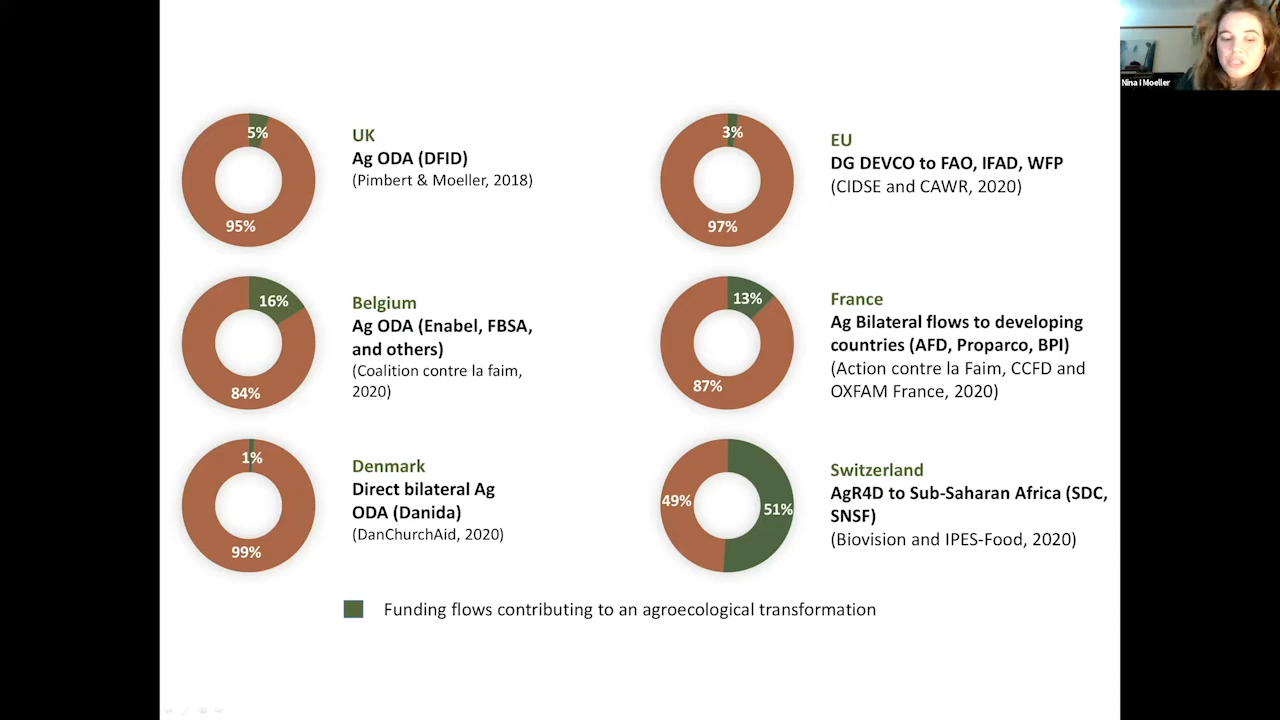 Nina I Moeller
5%
95%
UK
Ag ODA (DFID)
(Pimbert & Moeller, 2018)
3%
97%
EU
DG DEVCO to FAO, IFAD, WFP
(CIDSE and CAWR, 2020)
16%
84%
Belgium
Ag ODA (Enabel, FBSA,
and others)
(Coalition contre la faim,
2020)
13%
87%
France
Ag Bilateral flows to developing
countries (AFD, Proparco, BPI)
(Action contre la Faim, CCFD and
OXFAM France, 2020)
1%
99%
Denmark
Direct bilateral Ag
ODA (Danida)
(DanChurchAid, 2020)
49%
51%
Switzerland
AgR4D to Sub-Saharan Africa (SDC,
SNSF)
(Biovision and IPES-Food, 2020)
Funding flows contributing to an agroecological transformation